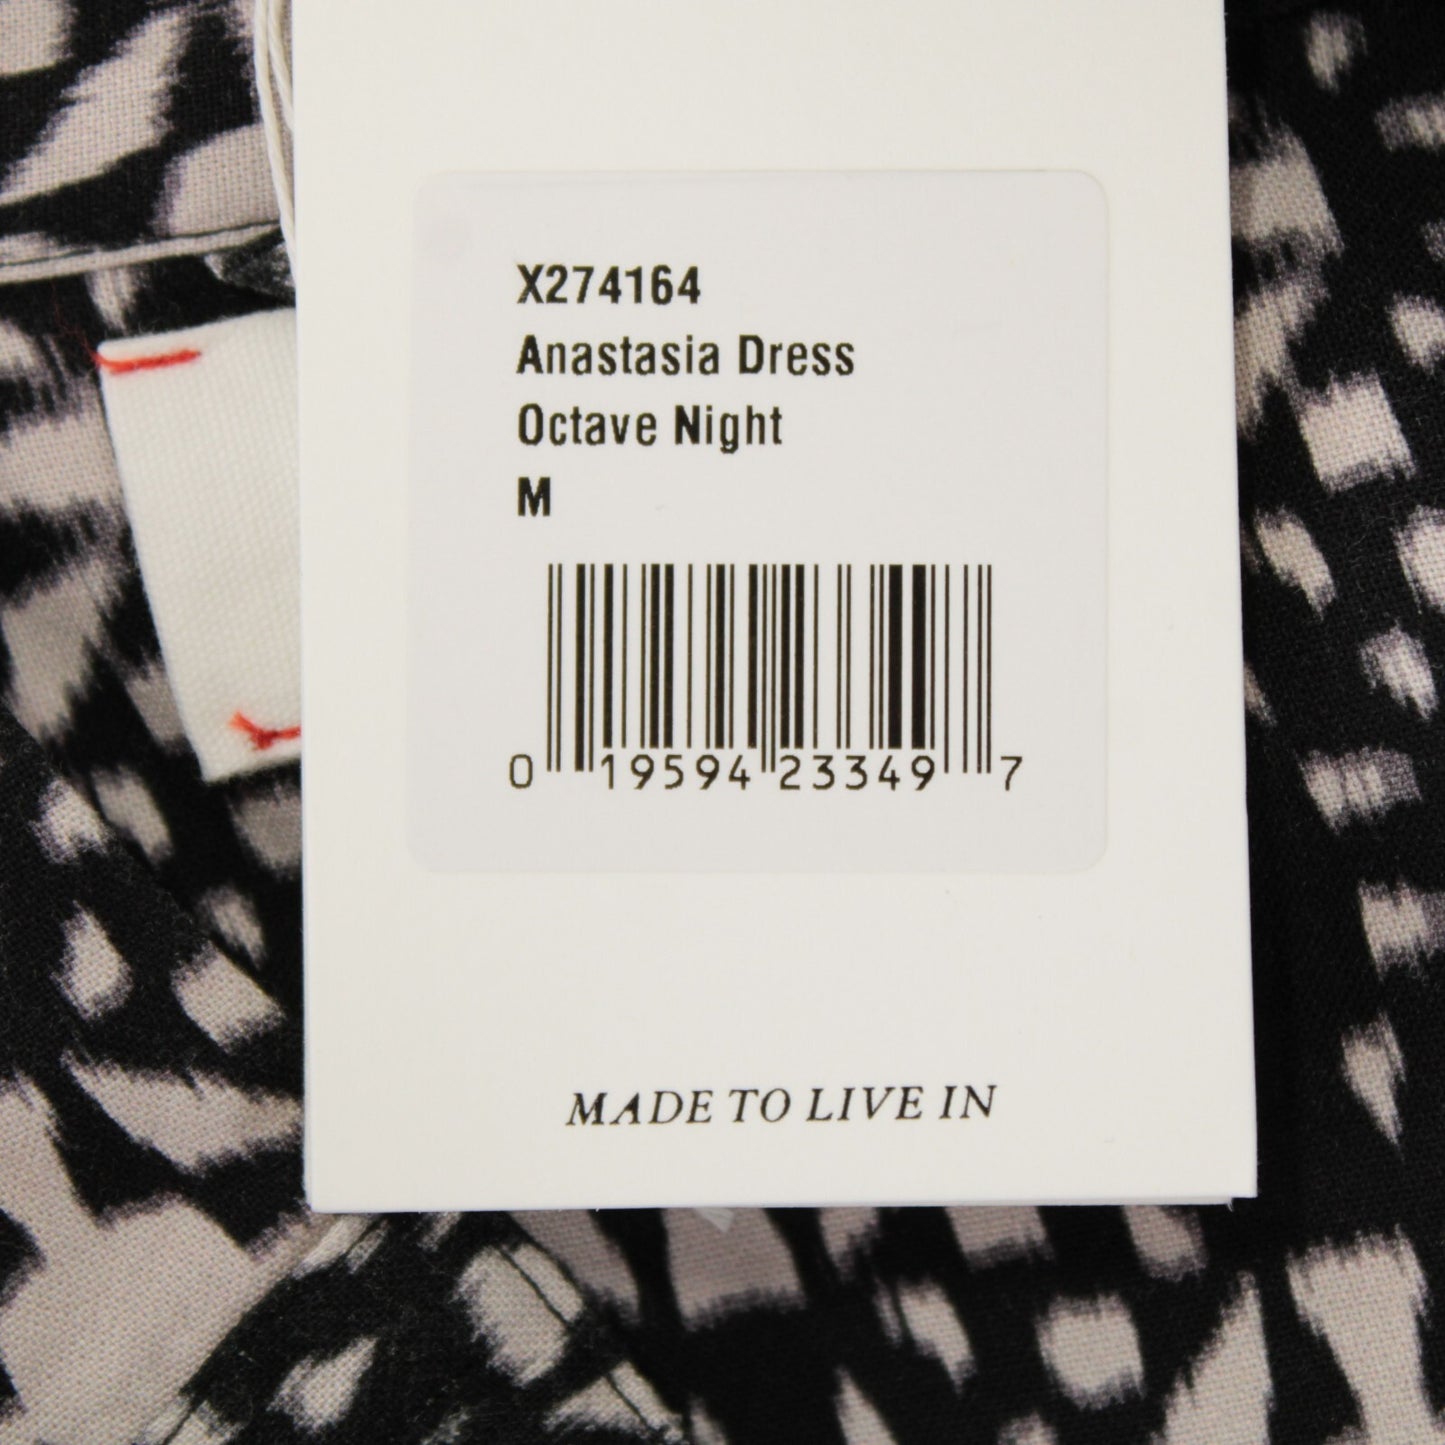 X274164
Anastasia Dress
Octave Night
M
0 19594 23349 7
MADE TO LIVE IN